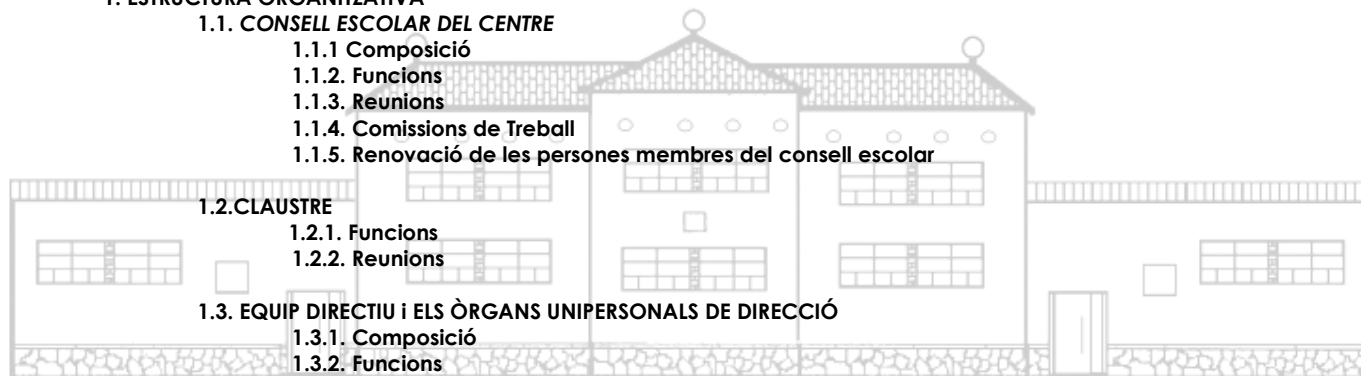 1. ESTRUCTURA ORGANITZATIVA
1.1. CONSELL ESCOLAR DEL CENTRE
1.1.1 Composició
1.1.2. Funcions
1.1.3. Reunions
1.1.4. Comissions de Treball
1.1.5. Renovació de les persones membres del consell escolar
1.2.CLAUSTRE
1.2.1. Funcions
1.2.2. Reunions
1.3. EQUIP DIRECTIU i ELS ÒRGANS UNIPERSONALS DE DIRECCIÓ
1.3.1. Composició
1.3.2. Funcions